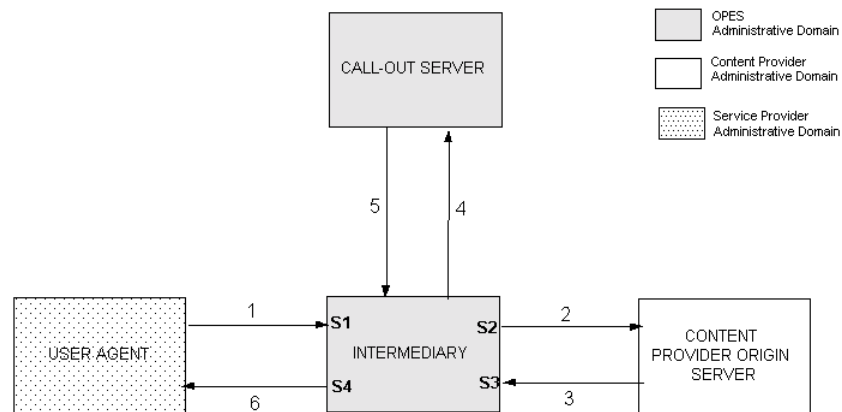 OPES
Administrative Domain
CALL-OUT SERVER
Content Provider
Administrative Domain
Service Provider
Administrative Domain
5
4
1
S1
S2
2
USER AGENT
INTERMEDIARY
CONTENT
PROVIDER ORIGIN
SERVER
S4
S3
6
3